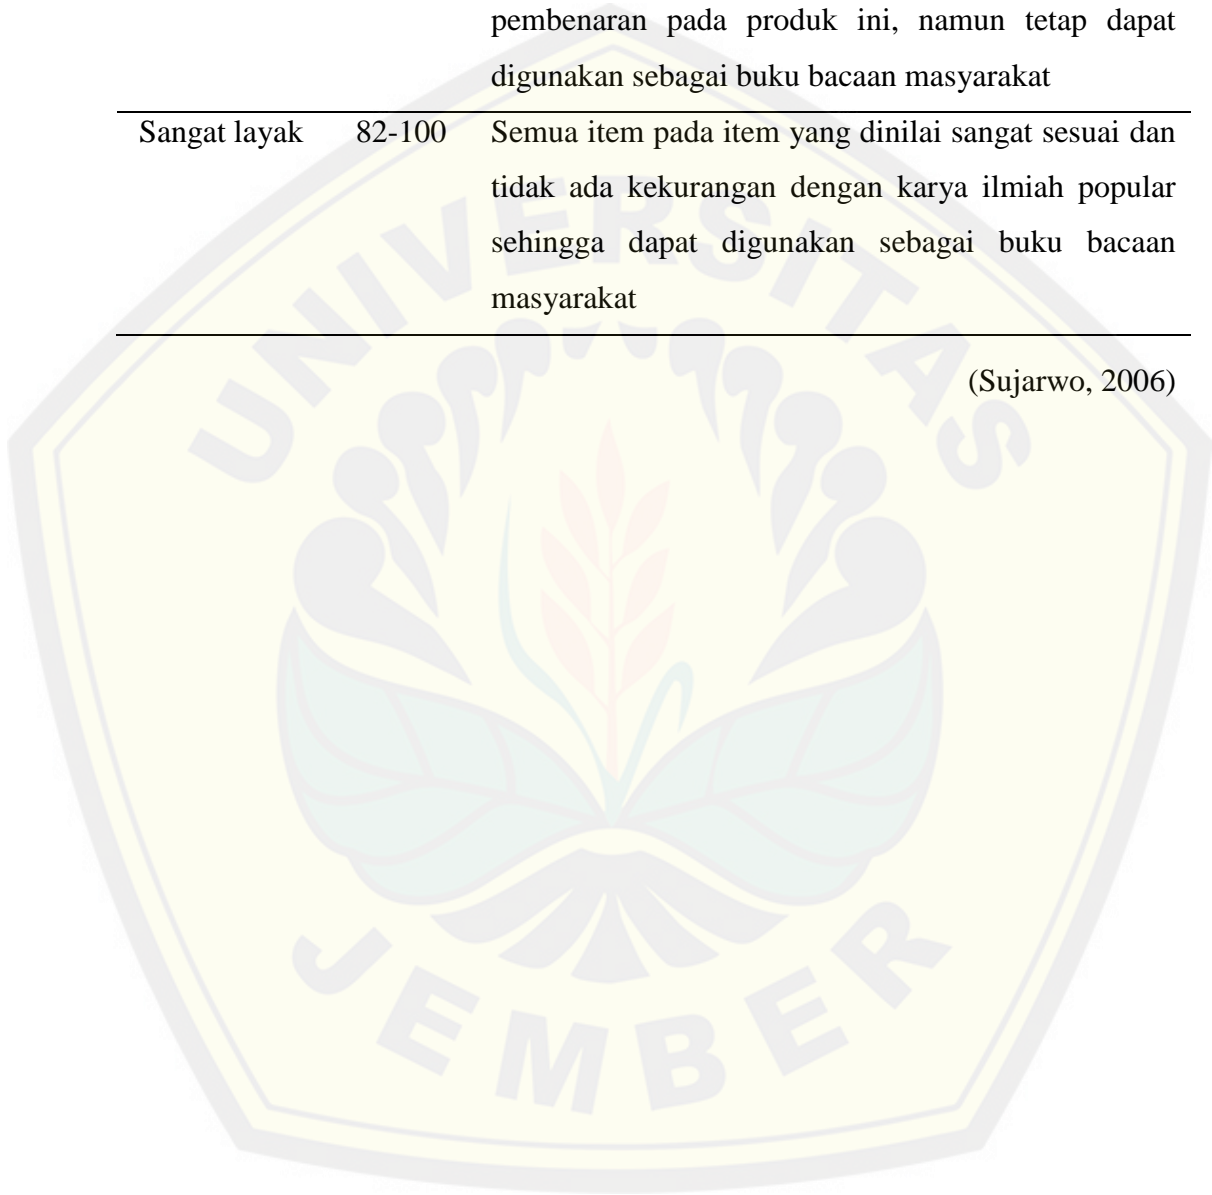 pembenaran pada produk ini, namun tetap dapat
digunakan sebagai buku bacaan masyarakat
Sangat layak 82-100 Semua item pada item yang dinilai sangat sesuai dan
tidak ada kekurangan dengan karya ilmiah popular
sehingga dapat digunakan sebagai buku bacaan
masyarakat
(Sujarwo, 2006)
UNIVERSITAS
JEMBER